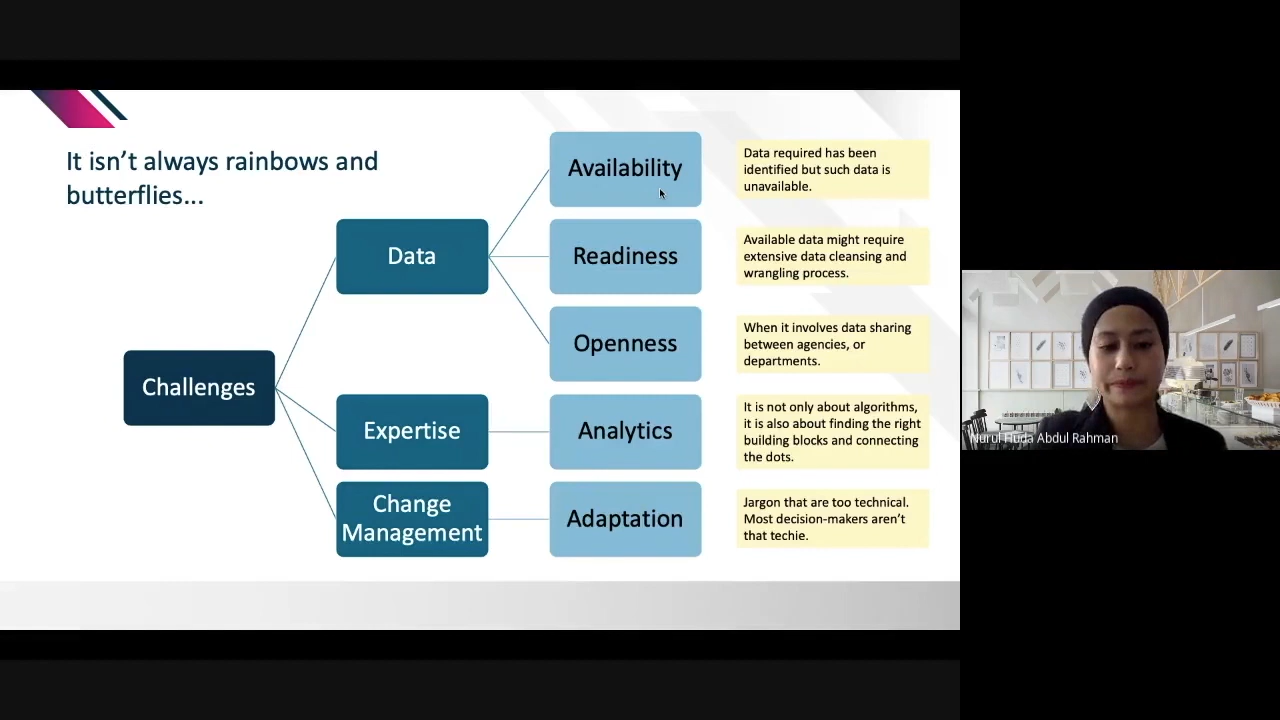 It isn't always rainbows and
butterflies...
Challenges
Data
Expertise
Change
Management
Availability
Readiness
Openness
Analytics
Adaptation
Data required has been
identified but such data is
unavailable.
Available data might require
extensive data cleansing and
wrangling process.
When it involves data sharing
between agencies, or
departments.
It is not only about algorithms,
it is also about finding the right
building blocks and connecting
the dots.
Jargon that are too technical.
Most decision-makers aren't
that techie.
Nurul Huda Abdul Rahman